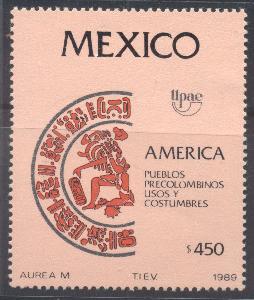 MEXICO
Upae
AMERICA
PUEBLOS
PRECOLOMBINOS
USOS Y
COSTUMBRES
$450
AUREA M T.I.E.V. 1989